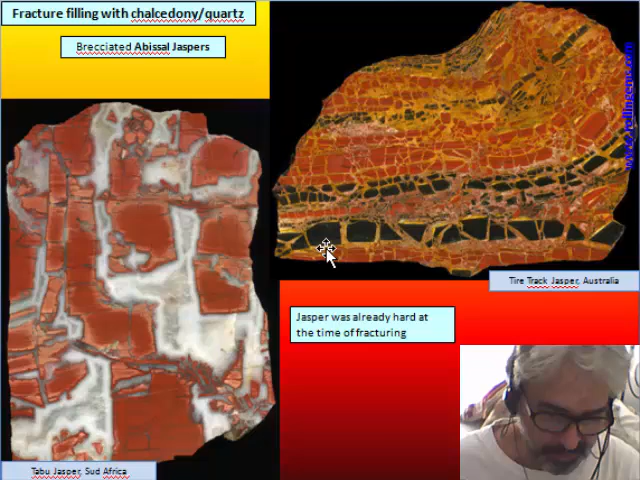 Fracture filling with chalcedony/quartz
Brecciated Abissal Jaspers
Tire Track Jasper, Australia
Jasper was already hard at
the time of fracturing
Tabu Jasper, Sud Africa